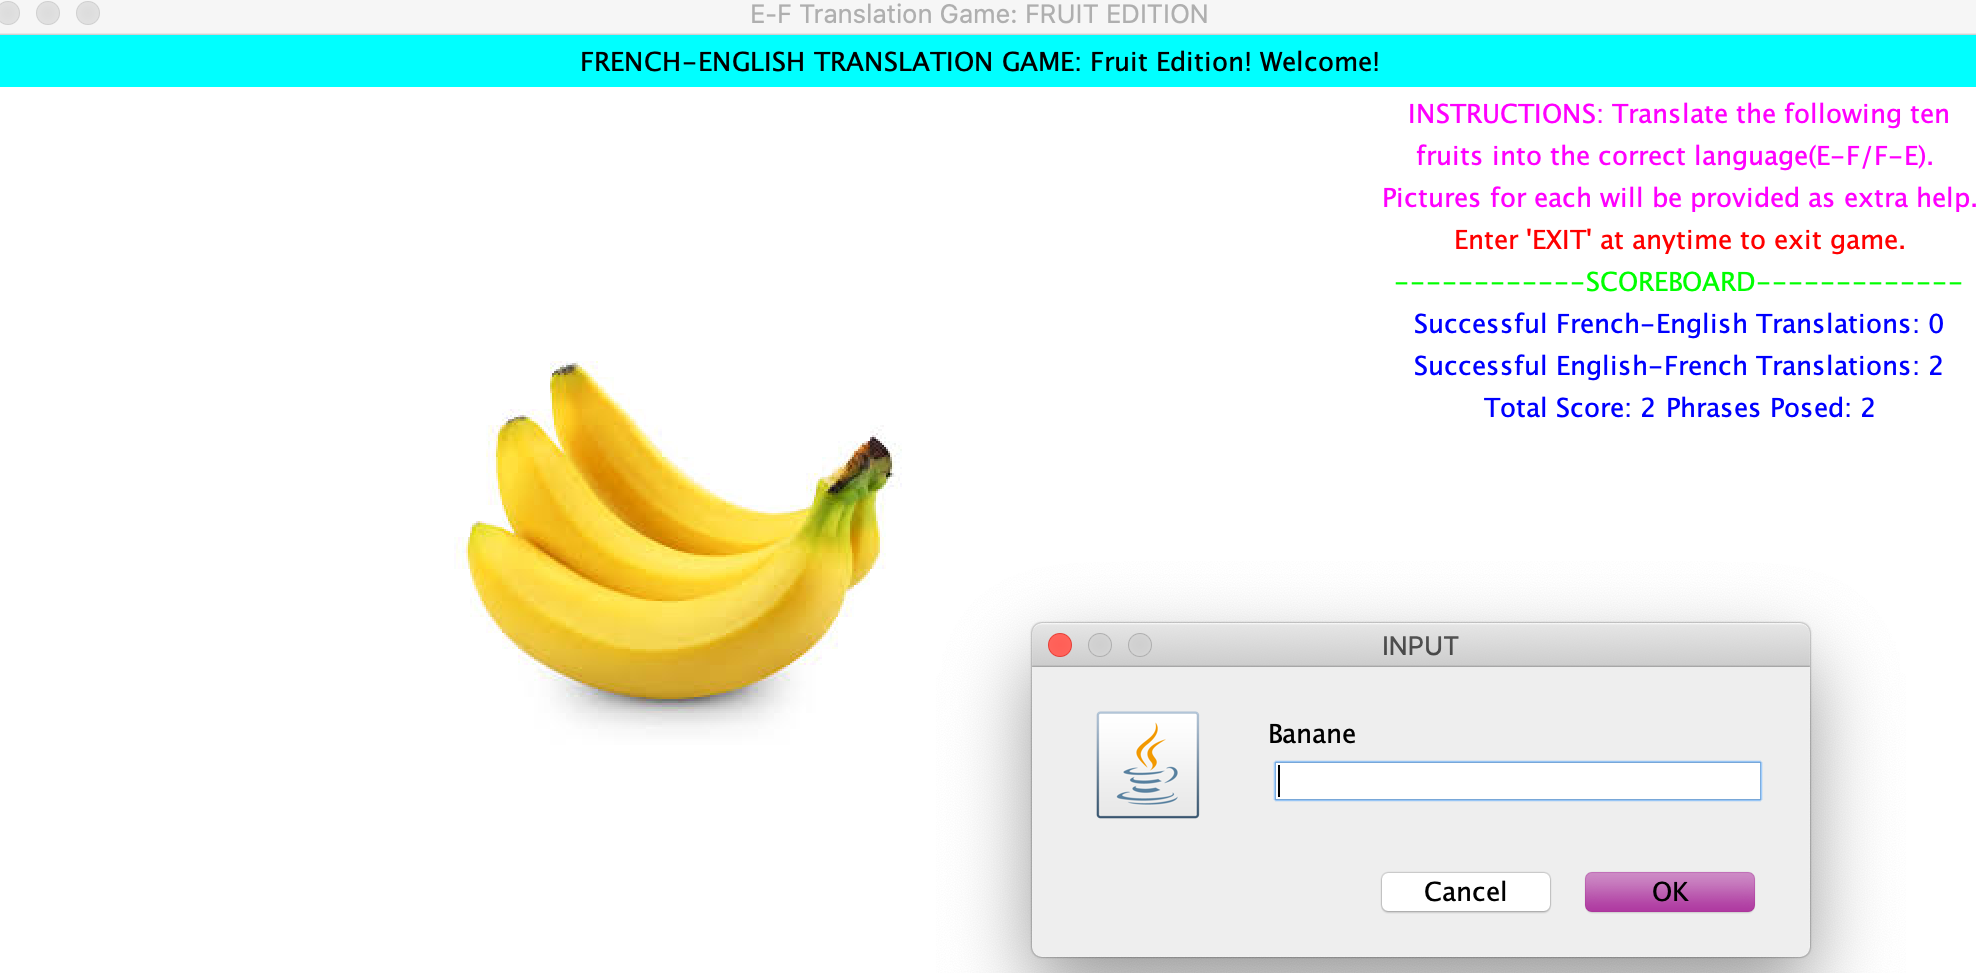 E-F Translation Game: FRUIT EDITION
FRENCH-ENGLISH TRANSLATION GAME: Fruit Edition! Welcome!
INSTRUCTIONS: Translate the following ten
fruits into the correct language(E-F/F-E).
Pictures for each will be provided as extra help.
Enter 'EXIT' at anytime to exit game.
------------SCOREBOARD-------------
Successful French-English Translations: 0
Successful English-French Translations: 2
Total Score: 2 Phrases Posed: 2
INPUT
Banane
Cancel OK